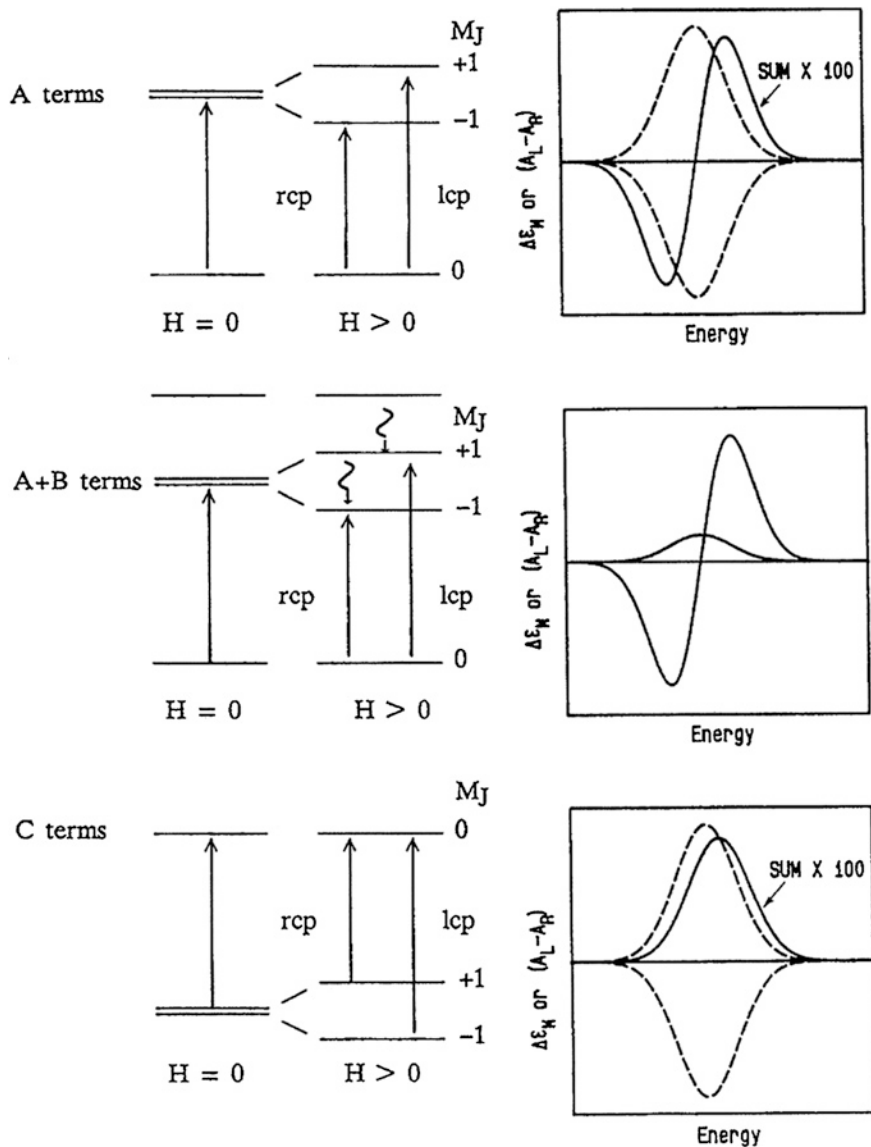 A terms
M_J
+1
−1
0
rcp
lcp
H = 0
H > 0
Δε_M or (A_L−A_R)
SUM X 100
Energy
A+B terms
M_J
+1
−1
0
rcp
lcp
H = 0
H > 0
Δε_M or (A_L−A_R)
Energy
C terms
M_J
0
rcp
lcp
+1
−1
H = 0
H > 0
Δε_M or (A_L−A_R)
SUM X 100
Energy